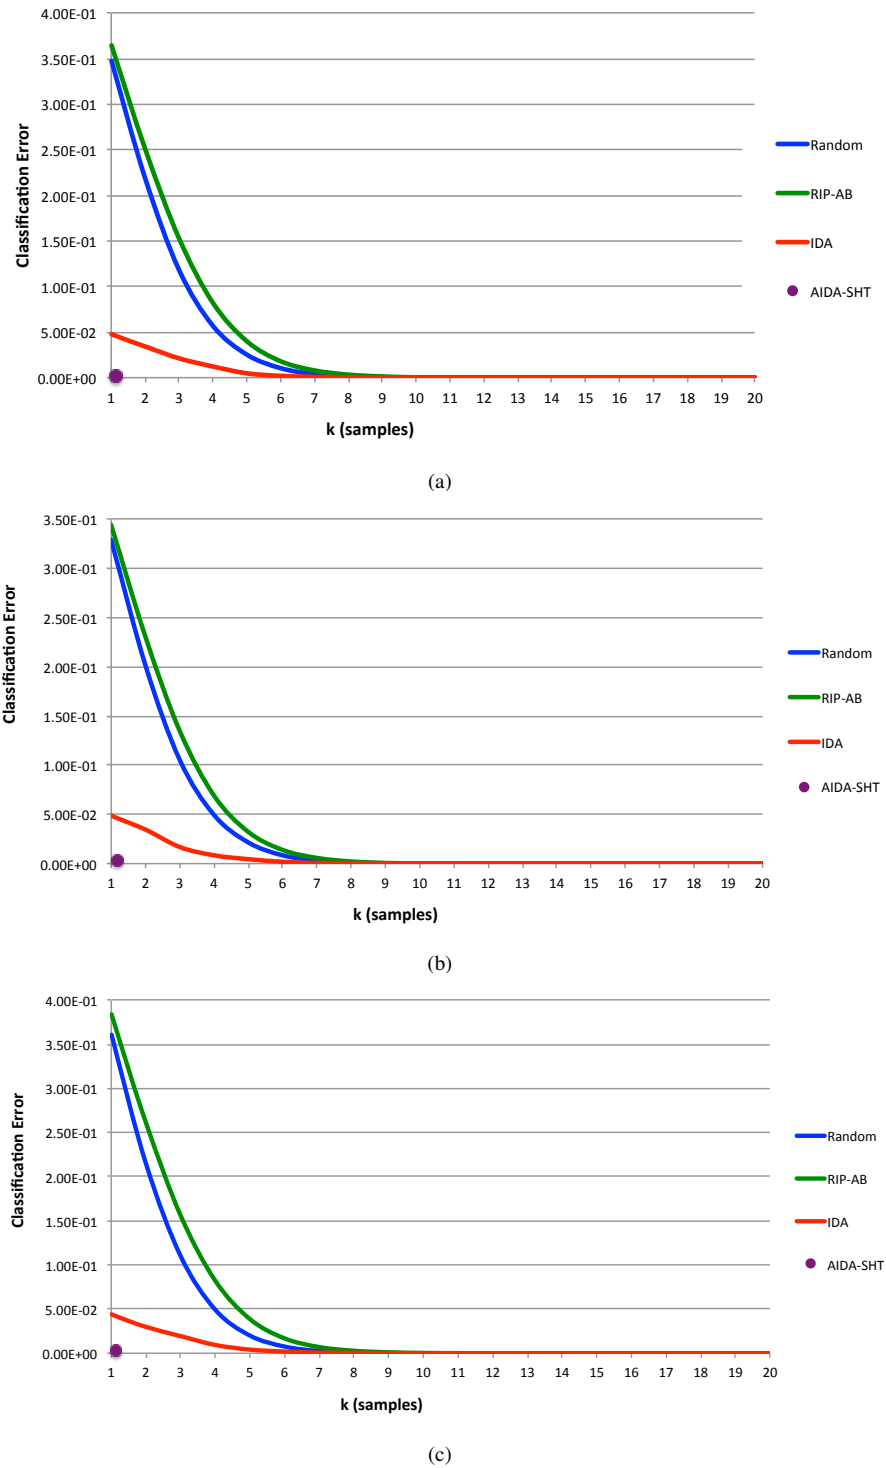 4.00E-01
3.50E-01
3.00E-01
2.50E-01
2.00E-01
1.50E-01
1.00E-01
5.00E-02
0.00E+00
Classification Error
1 2 3 4 5 6 7 8 9 10 11 12 13 14 15 16 17 18 19 20
k (samples)
Random
RIP-AB
IDA
AIDA-SHT
(a)
3.50E-01
3.00E-01
2.50E-01
2.00E-01
1.50E-01
1.00E-01
5.00E-02
0.00E+00
Classification Error
1 2 3 4 5 6 7 8 9 10 11 12 13 14 15 16 17 18 19 20
k (samples)
Random
RIP-AB
IDA
AIDA-SHT
(b)
4.00E-01
3.50E-01
3.00E-01
2.50E-01
2.00E-01
1.50E-01
1.00E-01
5.00E-02
0.00E+00
Classification Error
1 2 3 4 5 6 7 8 9 10 11 12 13 14 15 16 17 18 19 20
k (samples)
Random
RIP-AB
IDA
AIDA-SHT
(c)